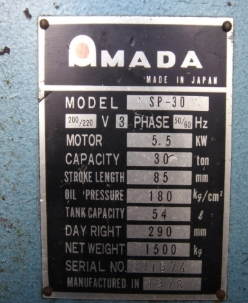 AMADA
MADE IN JAPAN
MODEL SP-30
200/220 V 3 PHASE 50/60 Hz
MOTOR 5.5 KW
CAPACITY 30 ton
STROKE LENGTH 85 mm
OIL PRESSURE 180 kg/cm²
TANK CAPACITY 54 ℓ
DAY RIGHT 290 mm
NET WEIGHT 1500 kg
SERIAL NO.
MANUFACTURED IN